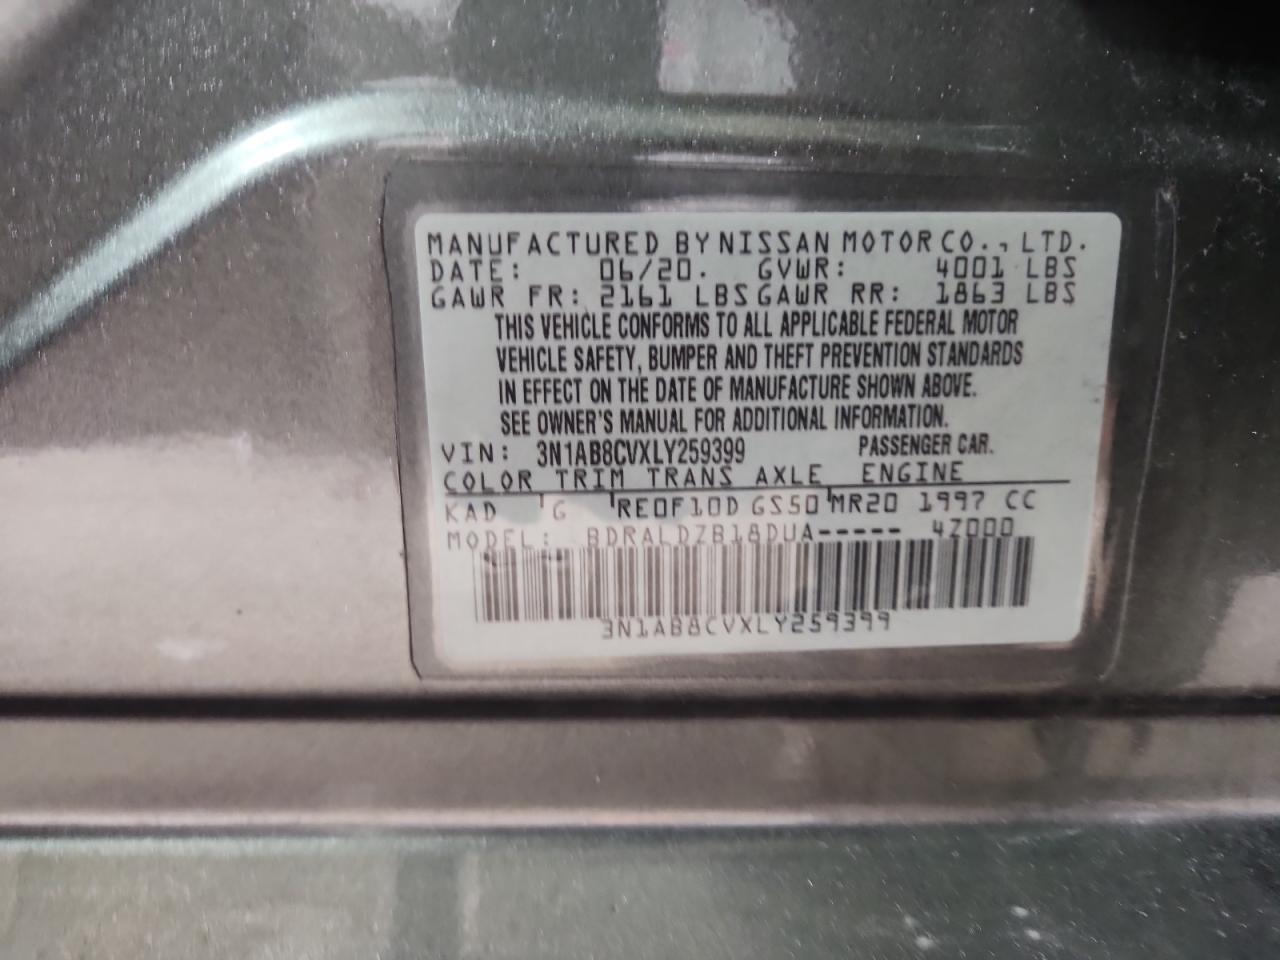 MANUFACTURED BY NISSAN MOTOR CO., LTD.
DATE: 06/20. GVWR: 4001 LBS
GAWR FR: 2161 LBS GAWR RR: 1863 LBS
THIS VEHICLE CONFORMS TO ALL APPLICABLE FEDERAL MOTOR
VEHICLE SAFETY, BUMPER AND THEFT PREVENTION STANDARDS
IN EFFECT ON THE DATE OF MANUFACTURE SHOWN ABOVE.
SEE OWNER'S MANUAL FOR ADDITIONAL INFORMATION.
VIN: 3N1AB8CVXLY259399 PASSENGER CAR.
COLOR TRIM TRANS AXLE ENGINE
KAD G RE0F10D GS50 MR20 1997 CC
MODEL: BDRALDZB18DUA----- 4Z000
3N1AB8CVXLY259399